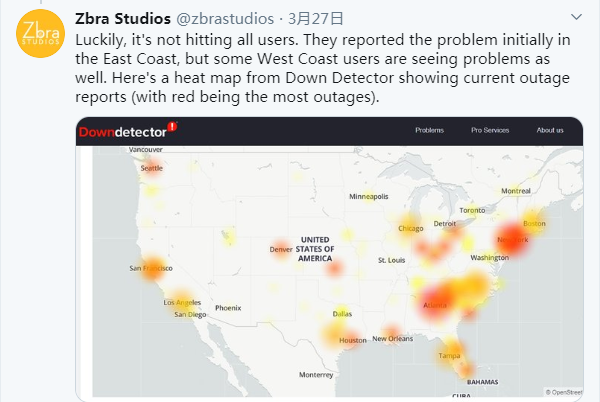 Zbra
STUDIOS
Zbra Studios @zbrastudios · 3月27日
Luckily, it's not hitting all users. They reported the problem initially in
the East Coast, but some West Coast users are seeing problems as
well. Here's a heat map from Down Detector showing current outage
reports (with red being the most outages).
Downdetector!
Problems
Pro Services
About us
Vancouver
Seattle
Montreal
Minneapolis
Toronto
Boston
Chicago
Detroit
New York
Denver
UNITED
STATES OF
AMERICA
St. Louis
Washington
San Francisco
Los Angeles
San Diego
Phoenix
Atlanta
Dallas
Houston
New Orleans
Tampa
Monterrey
BAHAMAS
CUBA
© OpenStreet